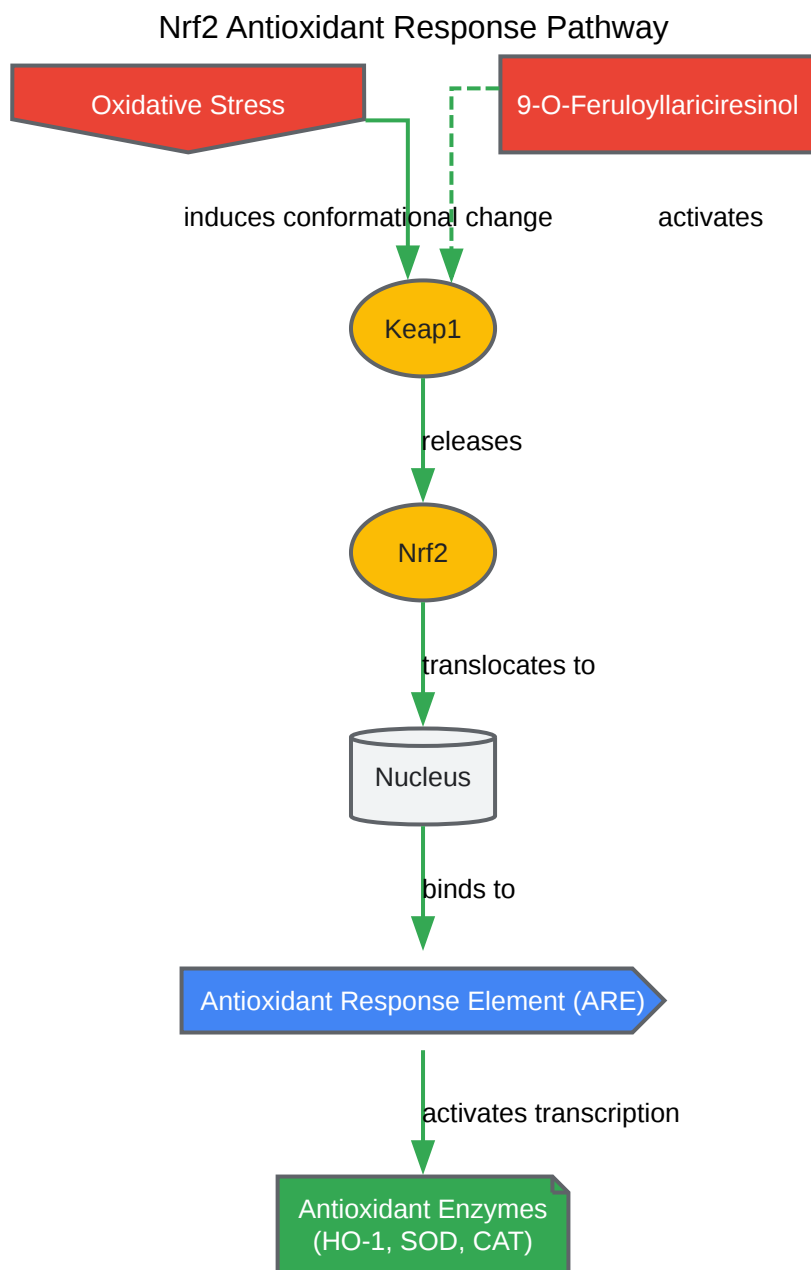 Nrf2 Antioxidant Response Pathway
Oxidative Stress
9-O-Feruloyllariciresinol
induces conformational change
activates
Keap1
releases
Nrf2
translocates to
Nucleus
binds to
Antioxidant Response Element (ARE)
activates transcription
Antioxidant Enzymes
(HO-1, SOD, CAT)